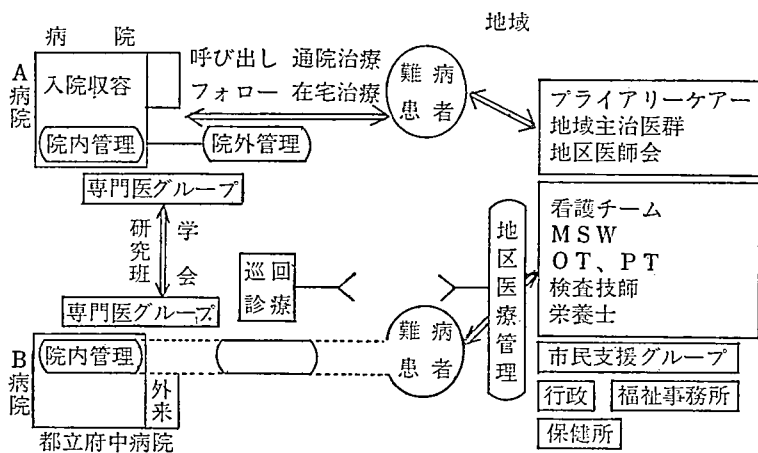 病院
地域
A病院
入院収容
呼び出し 通院治療
フォロー 在宅治療
難病
患者
プライアリーケアー
地域主治医群
地区医師会
院内管理
院外管理
専門医グループ
研究班
学会
専門医グループ
巡回
診療
地区医療管理
看護チーム
MSW
OT、PT
検査技師
栄養士
B病院
院内管理
外来
難病
患者
市民支援グループ
行政
福祉事務所
保健所
都立府中病院